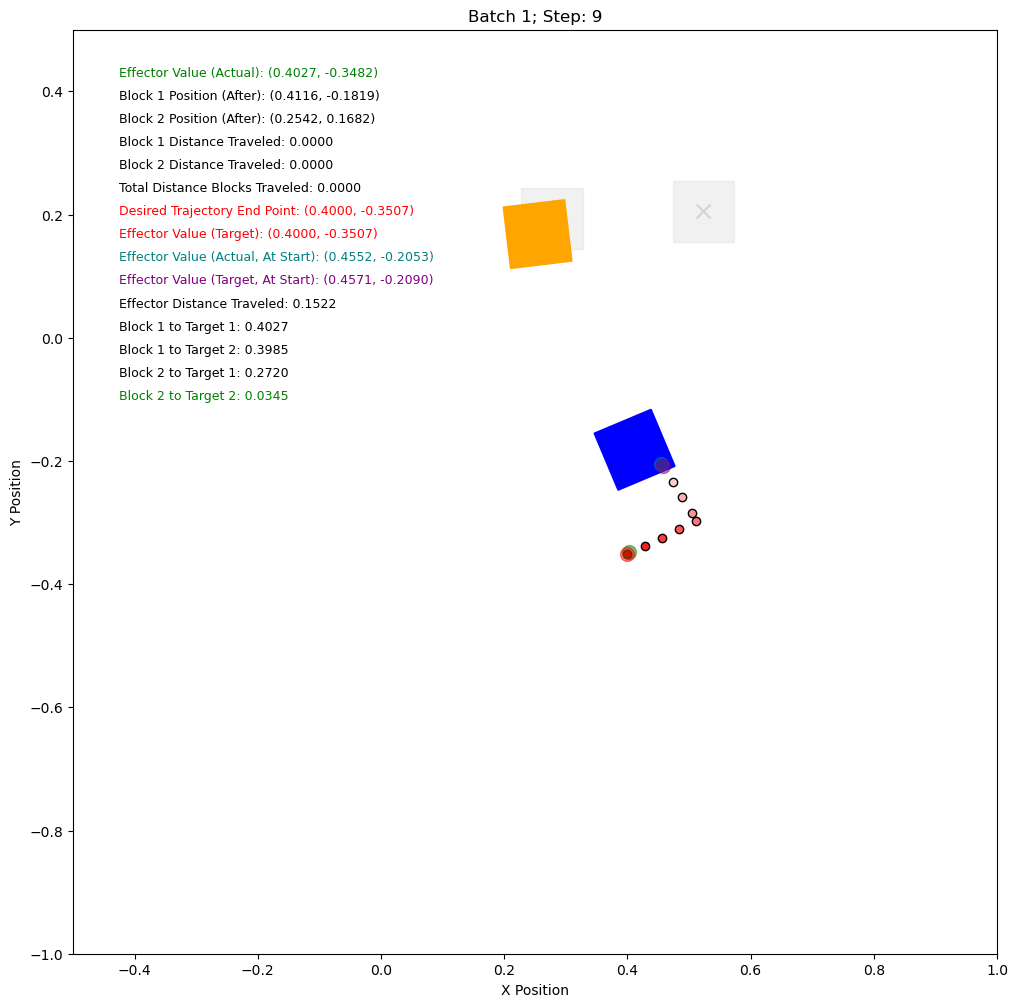 Batch 1; Step: 9
Effector Value (Actual): (0.4027, -0.3482)
Block 1 Position (After): (0.4116, -0.1819)
Block 2 Position (After): (0.2542, 0.1682)
Block 1 Distance Traveled: 0.0000
Block 2 Distance Traveled: 0.0000
Total Distance Blocks Traveled: 0.0000
Desired Trajectory End Point: (0.4000, -0.3507)
Effector Value (Target): (0.4000, -0.3507)
Effector Value (Actual, At Start): (0.4552, -0.2053)
Effector Value (Target, At Start): (0.4571, -0.2090)
Effector Distance Traveled: 0.1522
Block 1 to Target 1: 0.4027
Block 1 to Target 2: 0.3985
Block 2 to Target 1: 0.2720
Block 2 to Target 2: 0.0345
Y Position
0.4
0.2
0.0
−0.2
−0.4
−0.6
−0.8
−1.0
−0.4
−0.2
0.0
0.2
0.4
0.6
0.8
1.0
X Position